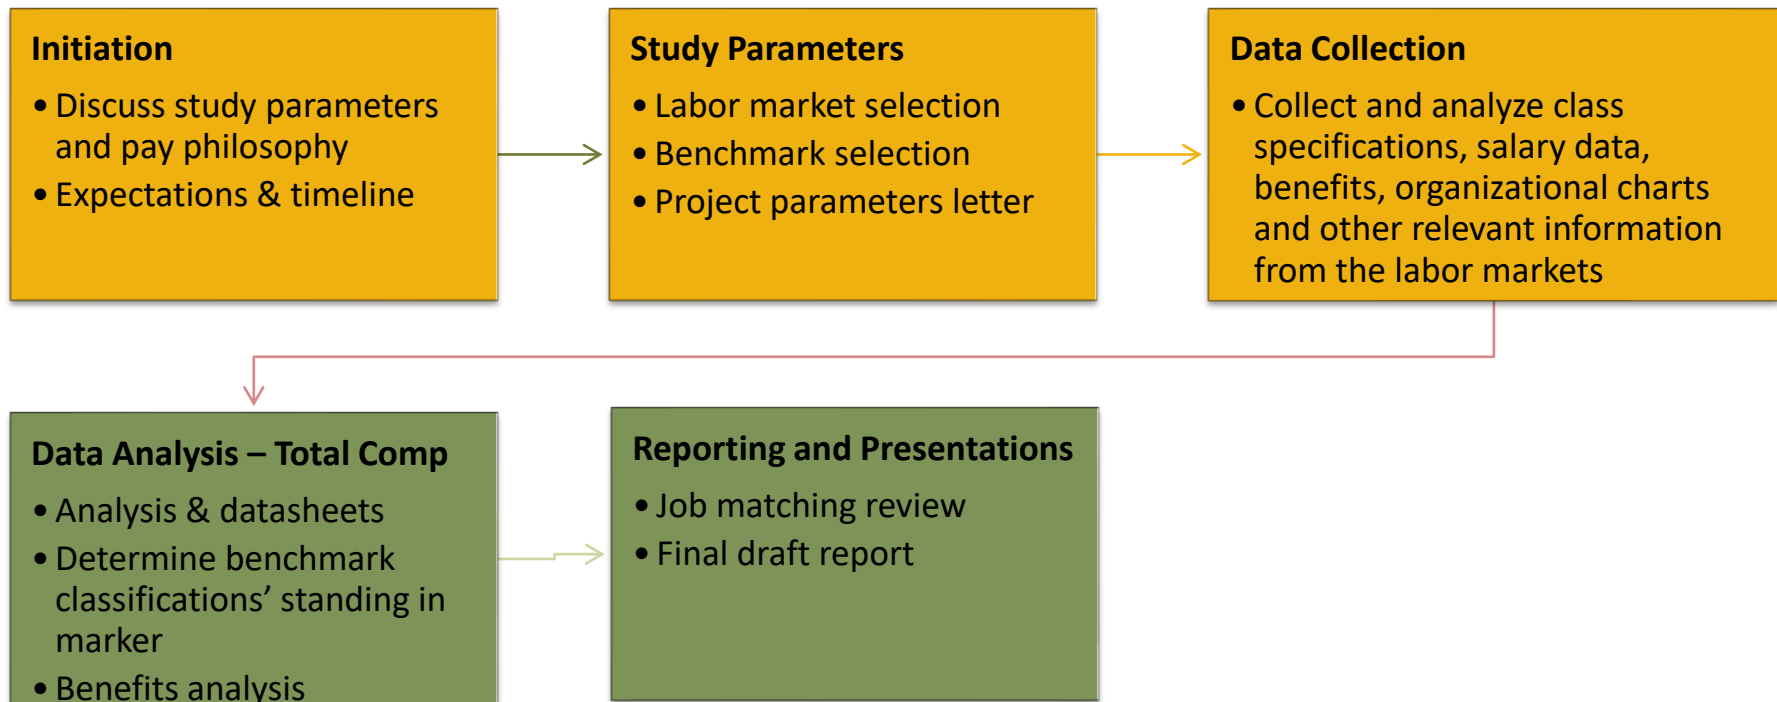 Initiation
• Discuss study parameters
and pay philosophy
• Expectations & timeline
Study Parameters
• Labor market selection
• Benchmark selection
• Project parameters letter
Data Collection
• Collect and analyze class
specifications, salary data,
benefits, organizational charts
and other relevant information
from the labor markets
Data Analysis – Total Comp
• Analysis & datasheets
• Determine benchmark
classifications’ standing in
marker
• Benefits analysis
Reporting and Presentations
• Job matching review
• Final draft report